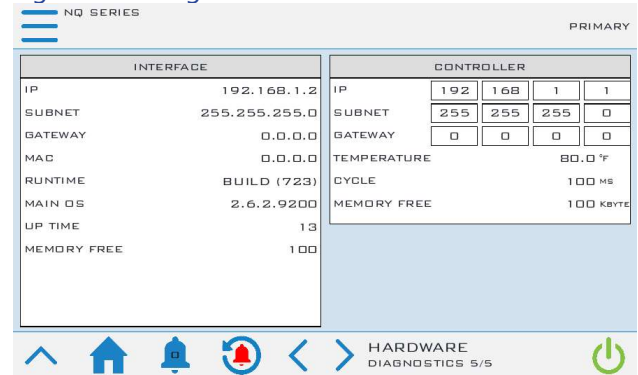 NQ SERIES
PRIMARY
INTERFACE
IP 192.168.1.2
SUBNET 255.255.255.0
GATEWAY 0.0.0.0
MAC 0.0.0.0
RUNTIME BUILD (723)
MAIN OS 2.6.2.9200
UP TIME 13
MEMORY FREE 100
CONTROLLER
IP 192 168 1 1
SUBNET 255 255 255 0
GATEWAY 0 0 0 0
TEMPERATURE 80.0 °F
CYCLE 100 MS
MEMORY FREE 100 KBYTE
0
HARDWARE
DIAGNOSTICS 5/5